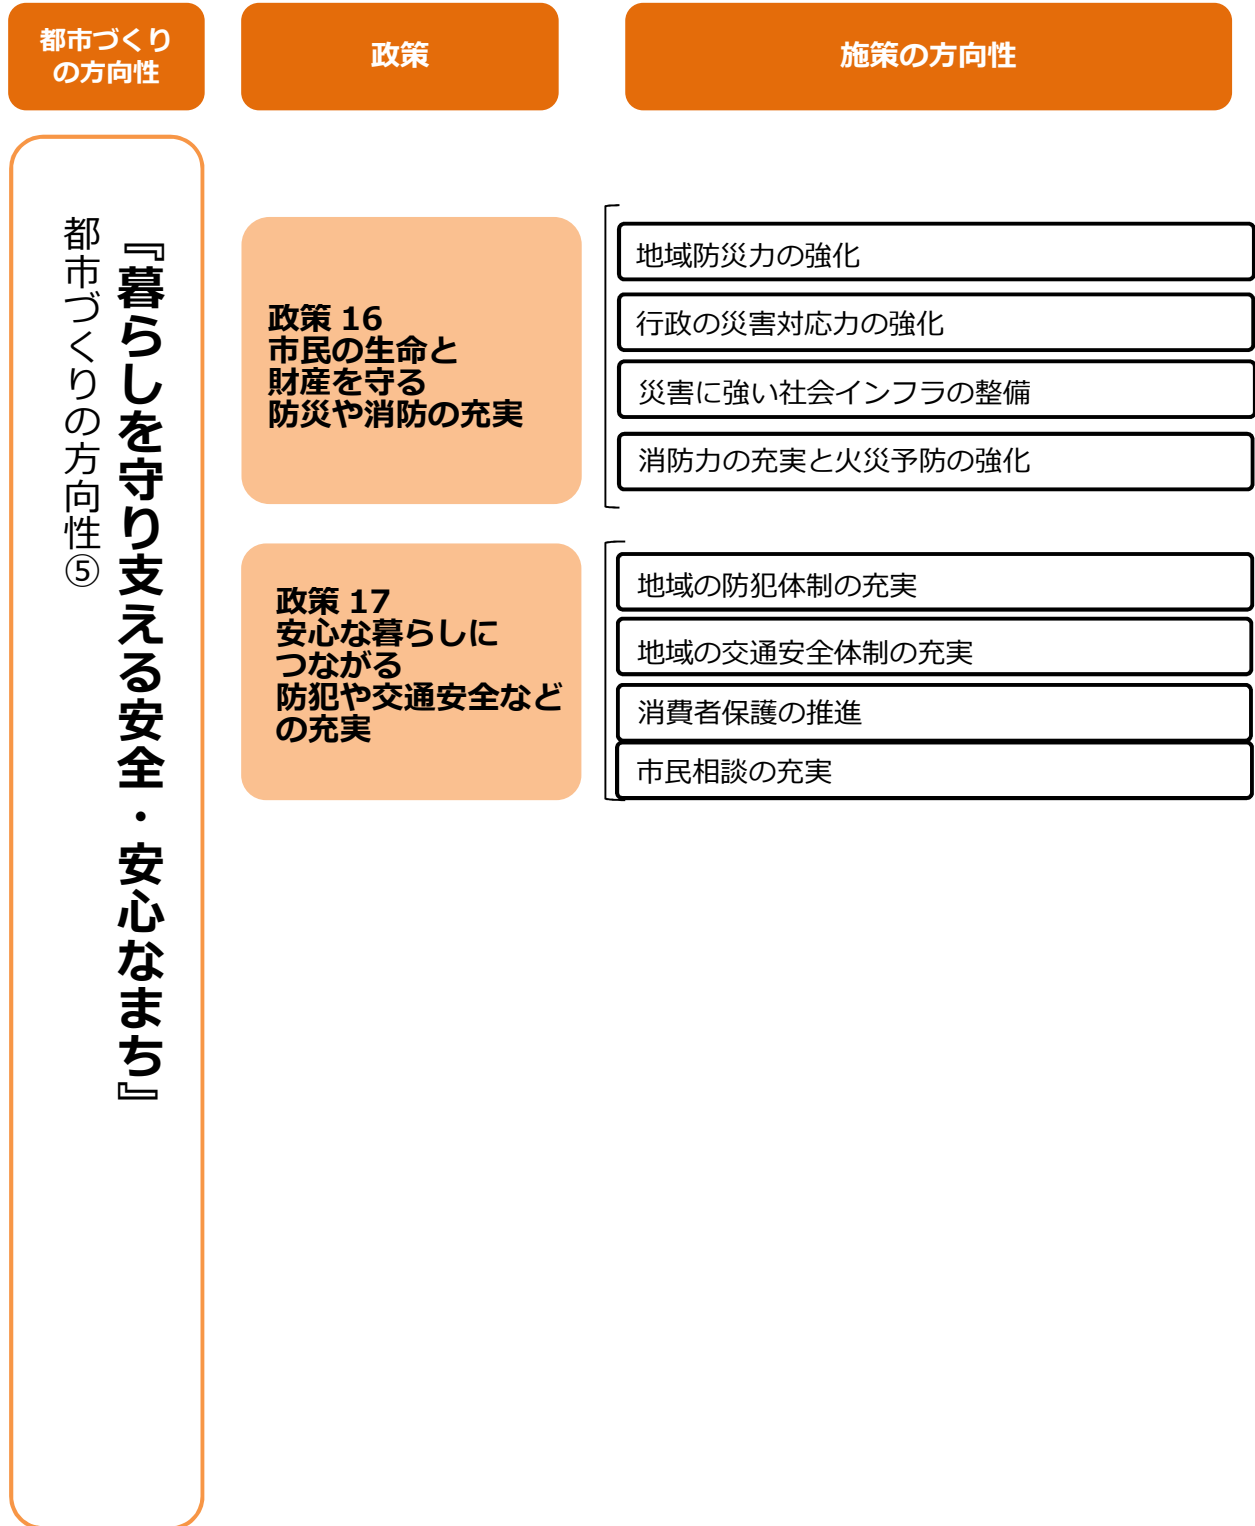 都市づくり
の方向性
政策
施策の方向性
都市づくりの方向性⑤
『暮らしを守り支える安全・安心なまち』
政策 16
市民の生命と
財産を守る
防災や消防の充実
地域防災力の強化
行政の災害対応力の強化
災害に強い社会インフラの整備
消防力の充実と火災予防の強化
政策 17
安心な暮らしに
つながる
防犯や交通安全など
の充実
地域の防犯体制の充実
地域の交通安全体制の充実
消費者保護の推進
市民相談の充実